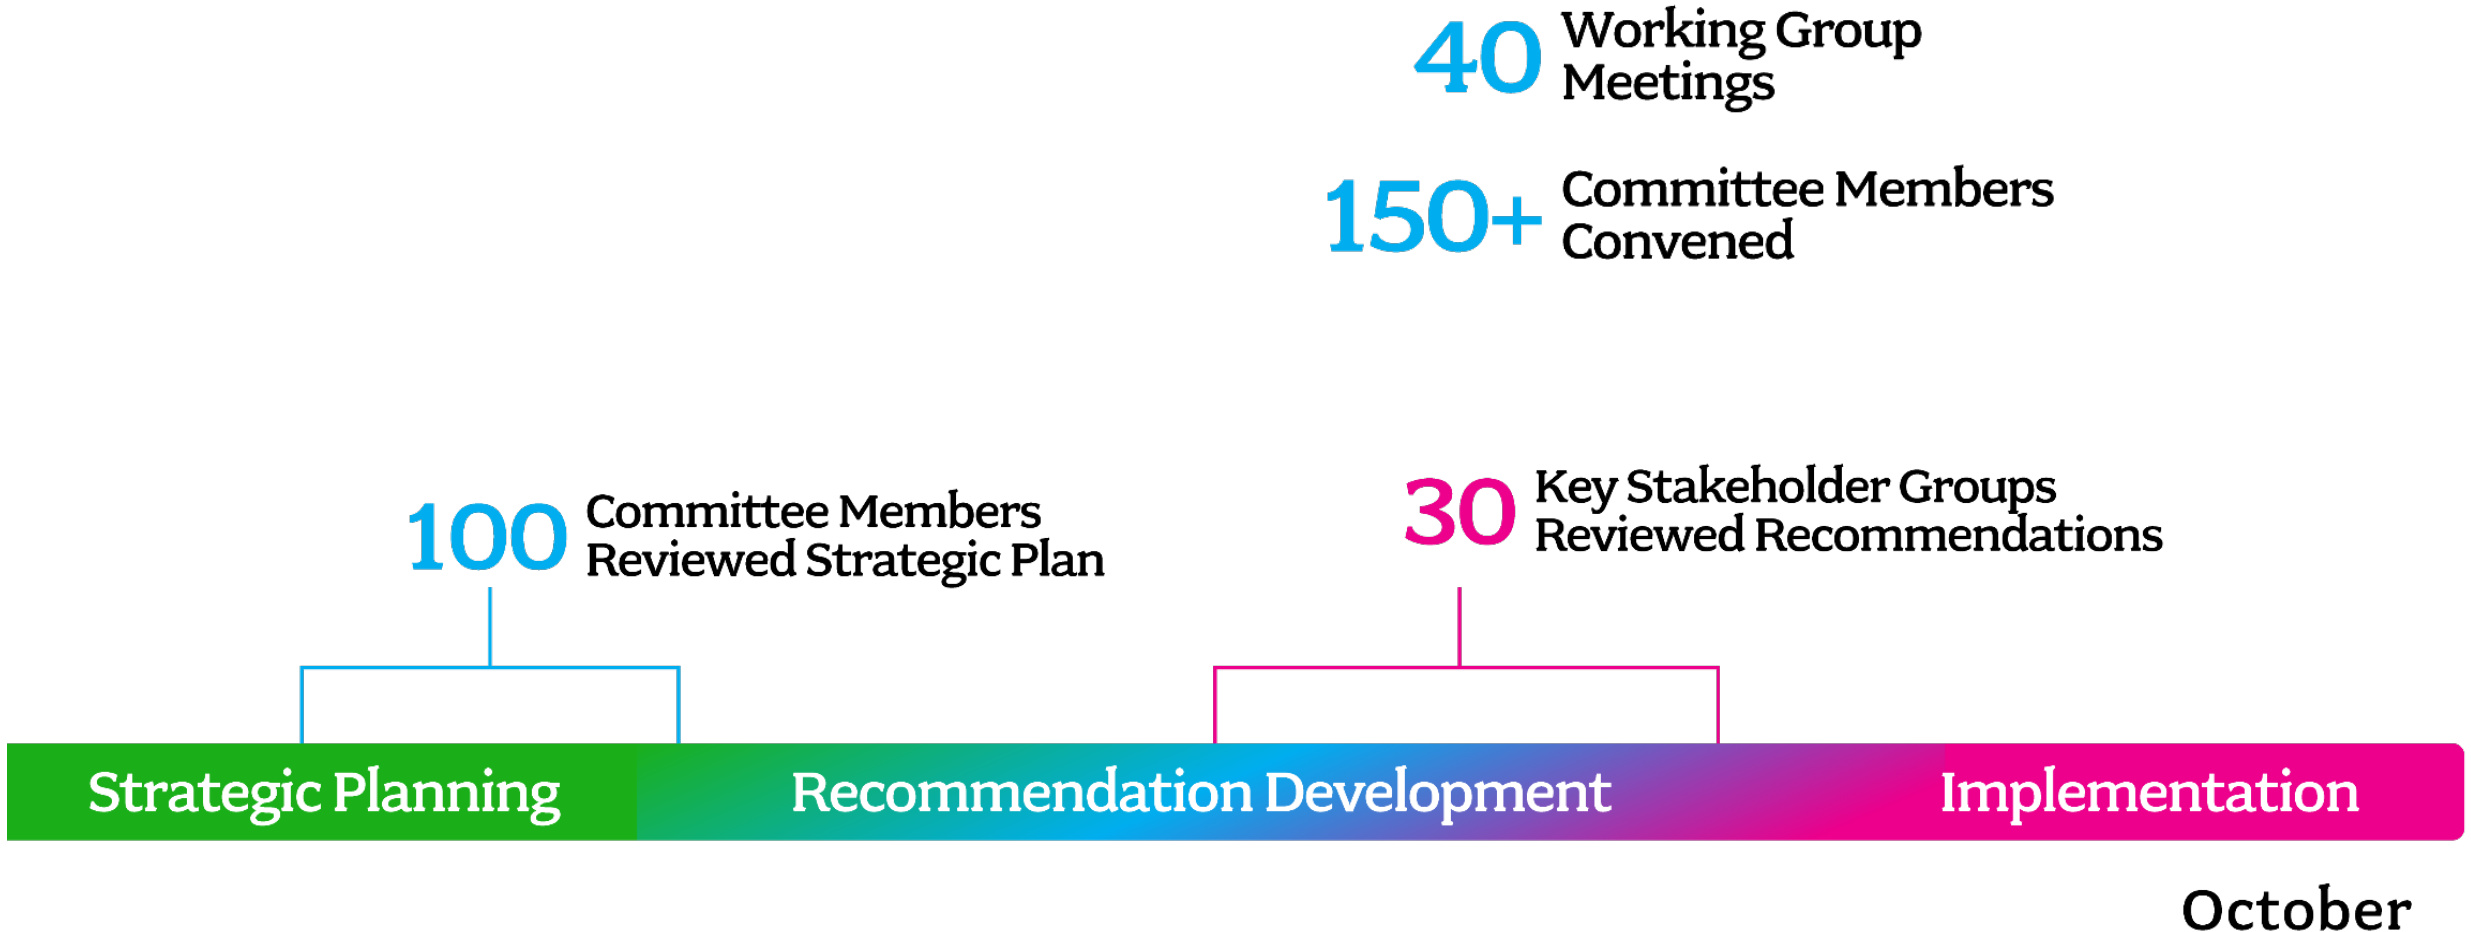 40 Working Group
Meetings
150+ Committee Members
Convened
100 Committee Members
Reviewed Strategic Plan
30 Key Stakeholder Groups
Reviewed Recommendations
Strategic Planning
Recommendation Development
Implementation
October